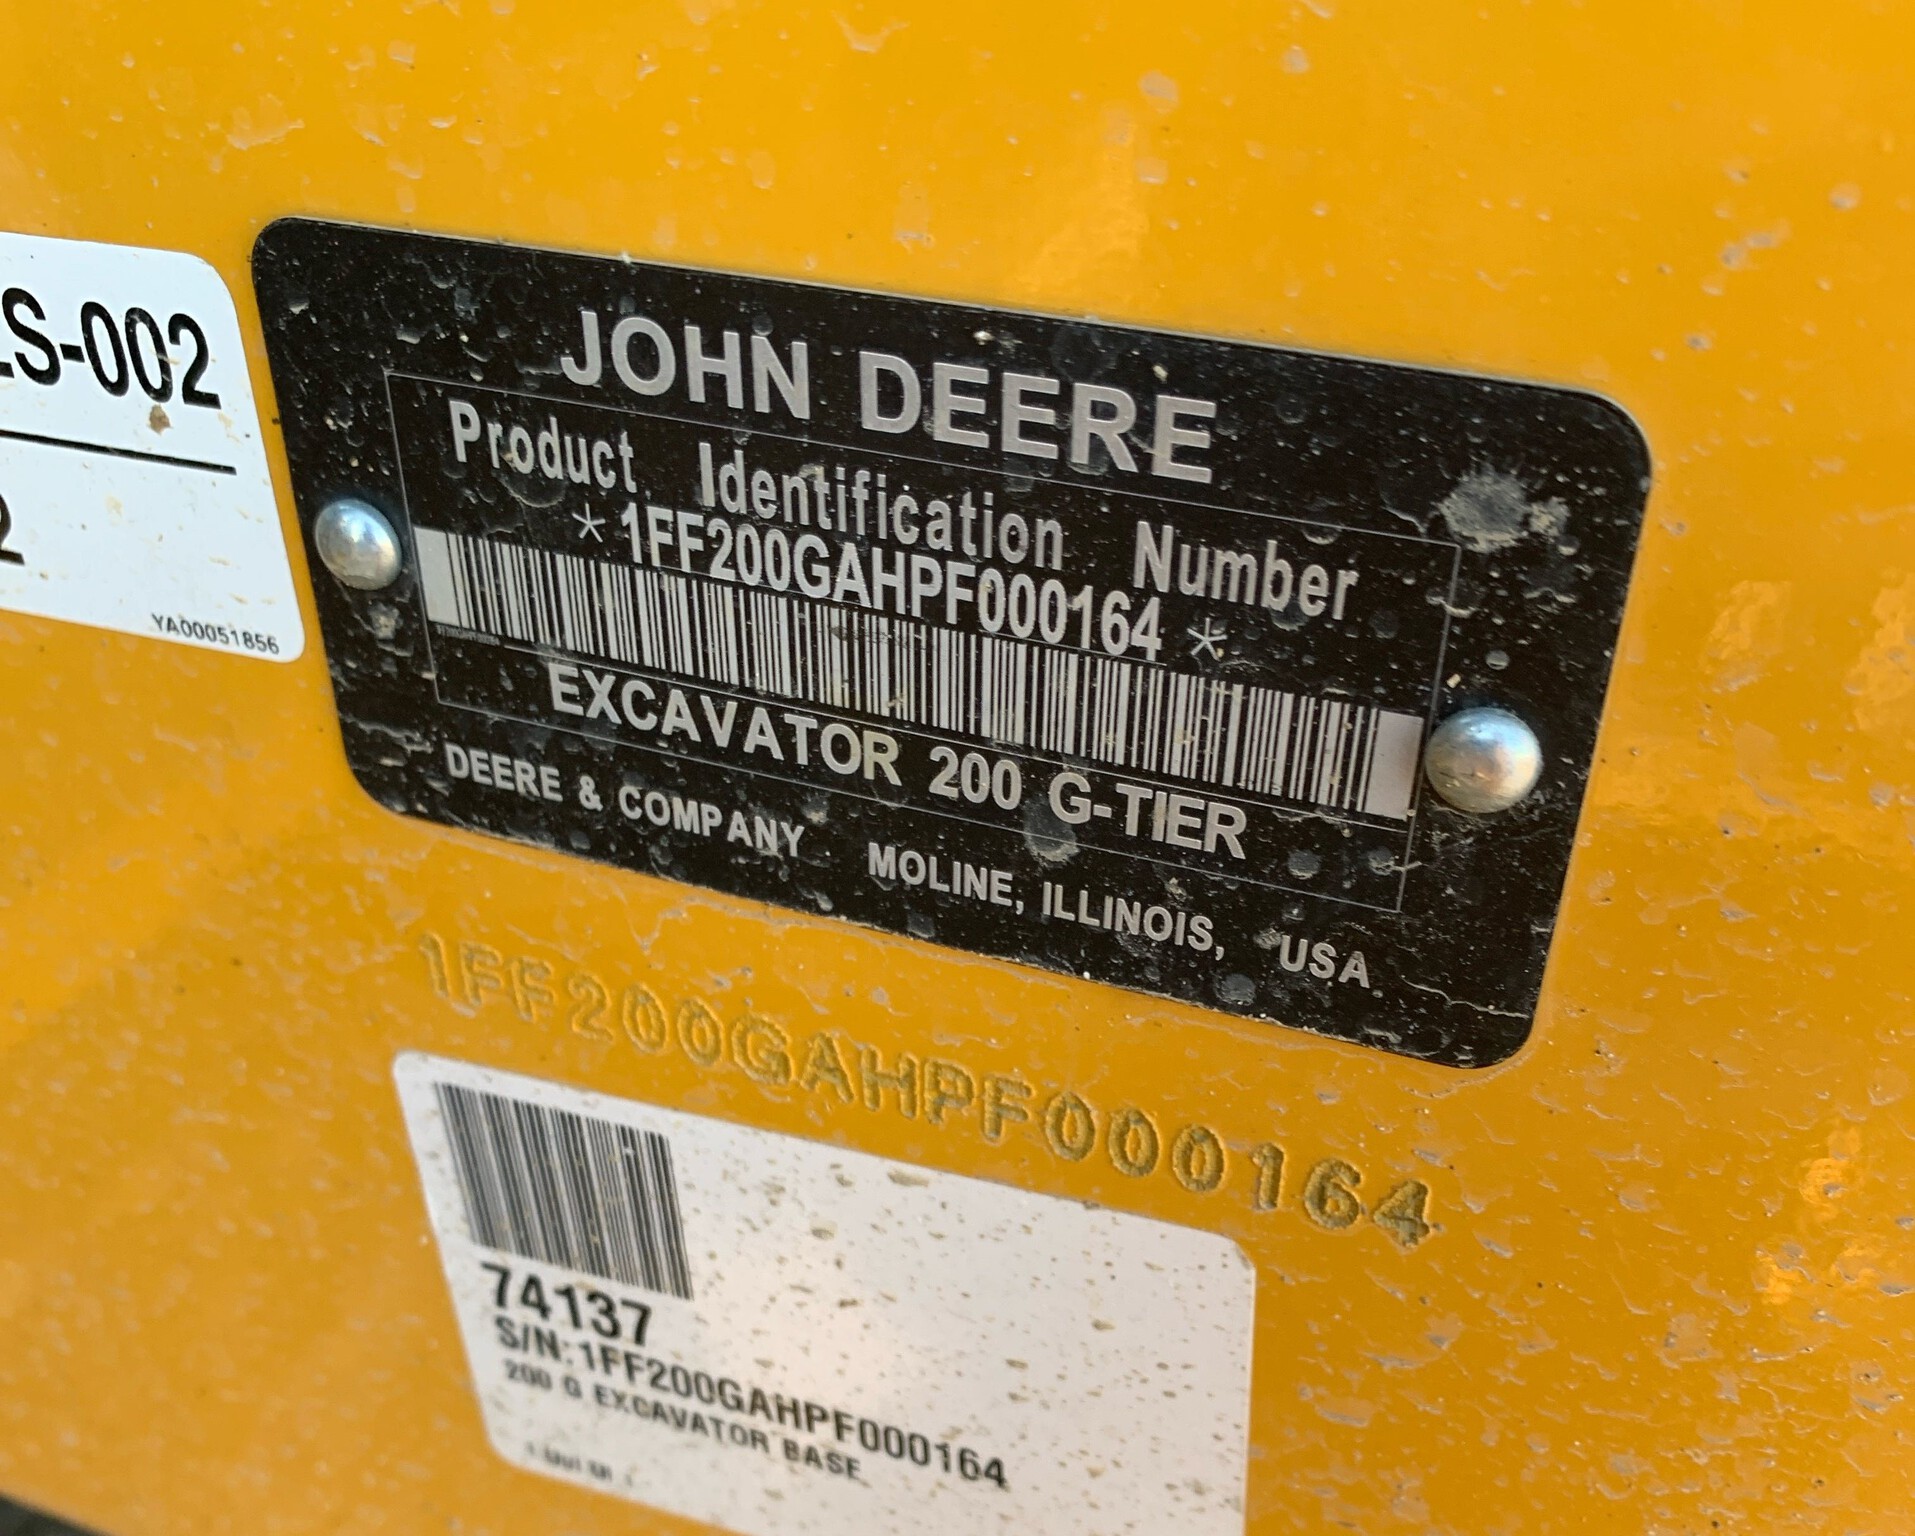 LS-002
2
YA00051856
JOHN DEERE
Product Identification Number
*1FF200GAHPF000164*
EXCAVATOR 200 G-TIER
DEERE & COMPANY MOLINE, ILLINOIS, USA
1FF200GAHPF000164
74137
S/N:1FF200GAHPF000164
200 G EXCAVATOR BASE